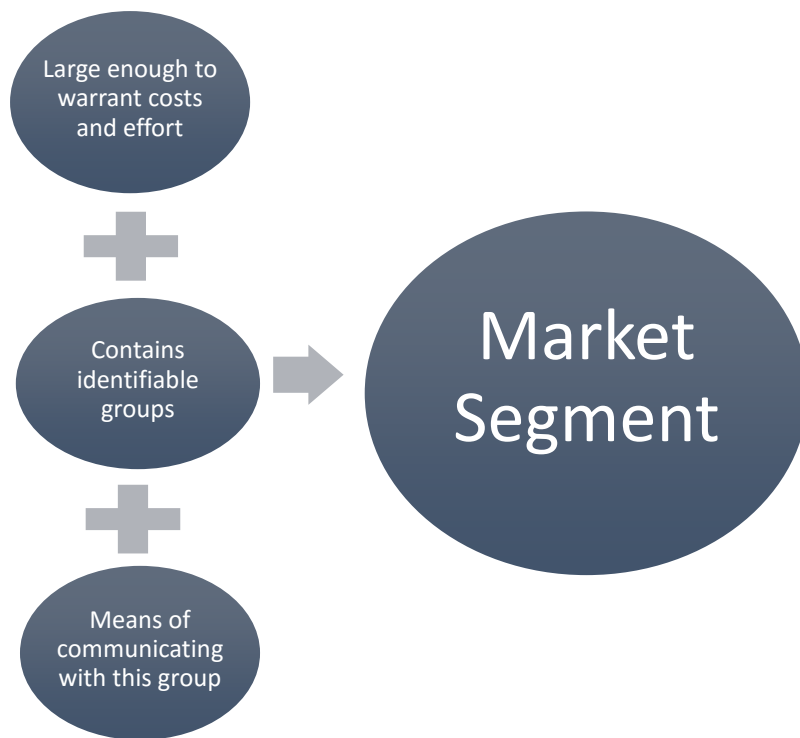 Large enough to
warrant costs
and effort
Contains
identifiable
groups
Means of
communicating
with this group
Market
Segment